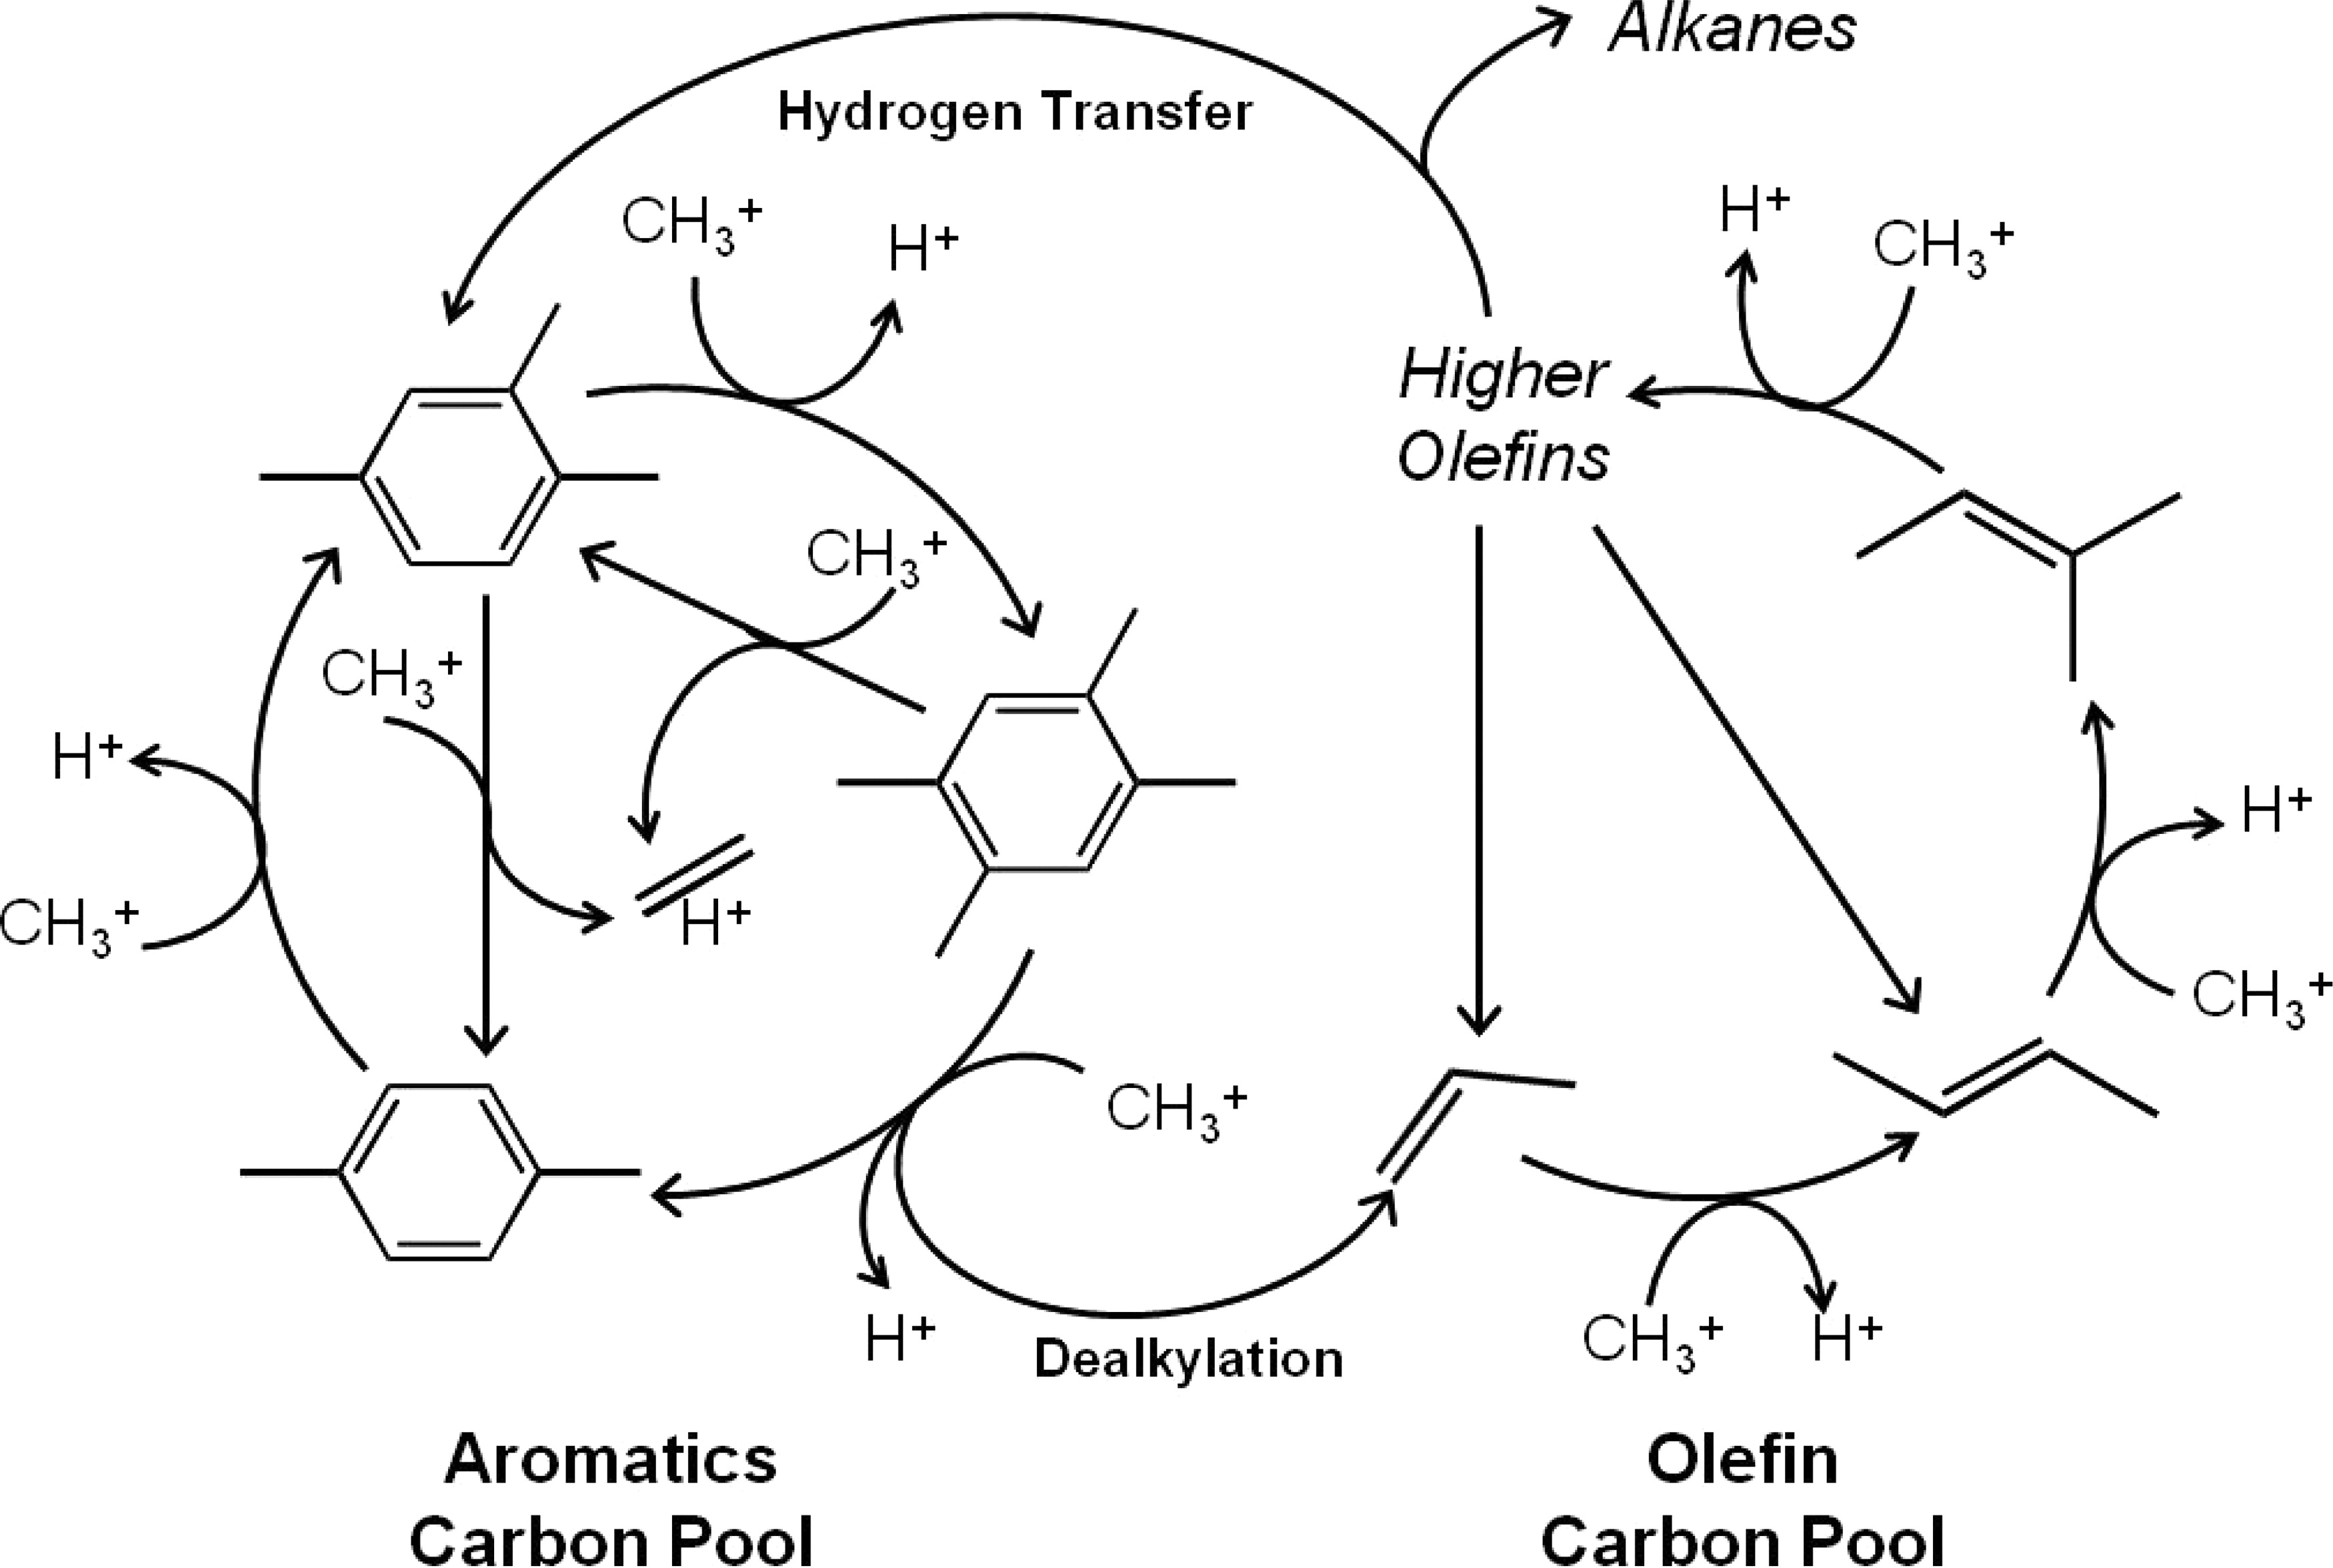 Alkanes
Hydrogen Transfer
CH₃⁺
H⁺
H⁺
CH₃⁺
Higher
Olefins
CH₃⁺
CH₃⁺
H⁺
H⁺
CH₃⁺
H⁺
CH₃⁺
CH₃⁺
H⁺
Dealkylation
CH₃⁺
H⁺
Aromatics
Carbon Pool
Olefin
Carbon Pool